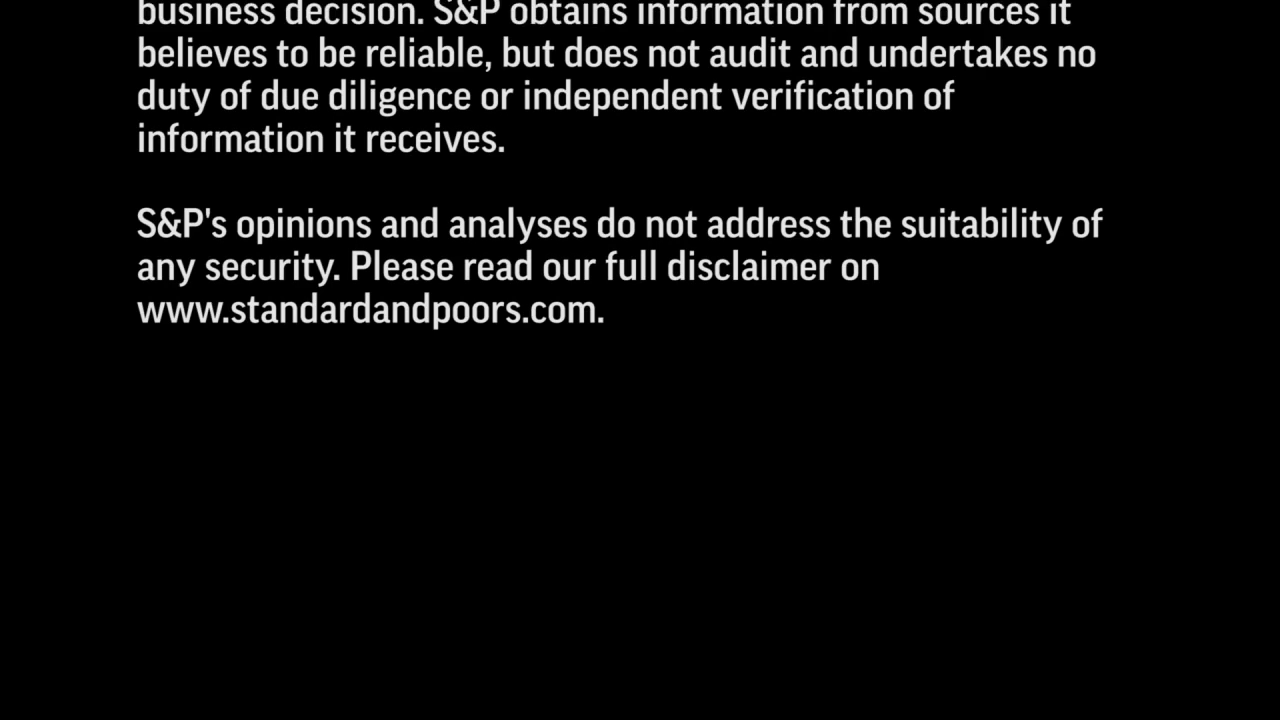 business decision. S&P obtains information from sources it
believes to be reliable, but does not audit and undertakes no
duty of due diligence or independent verification of
information it receives.
S&P's opinions and analyses do not address the suitability of
any security. Please read our full disclaimer on
www.standardandpoors.com.